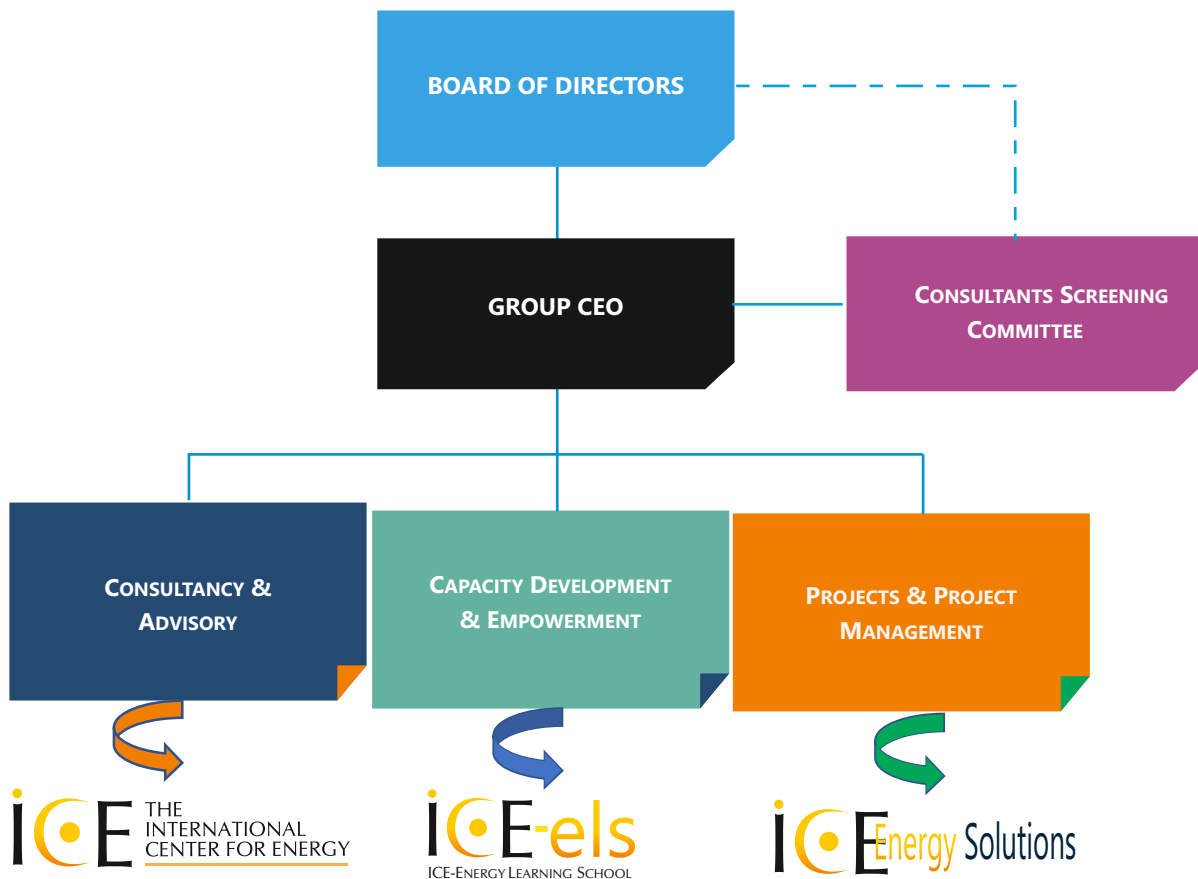 BOARD OF DIRECTORS
GROUP CEO
CONSULTANTS SCREENING
COMMITTEE
CONSULTANCY &
ADVISORY
CAPACITY DEVELOPMENT
& EMPOWERMENT
PROJECTS & PROJECT
MANAGEMENT
iCE THE
INTERNATIONAL
CENTER FOR ENERGY
iCE-els
ICE-ENERGY LEARNING SCHOOL
iCE Energy Solutions